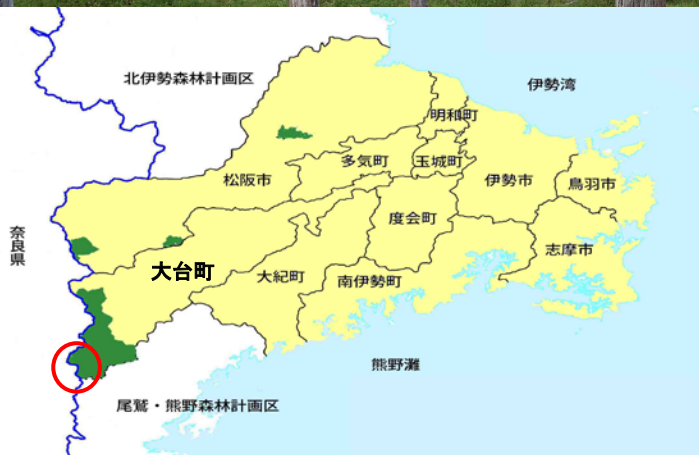 北伊勢森林計画区
伊勢湾
明和町
多気町
玉城町
松阪市
伊勢市
鳥羽市
度会町
奈良県
志摩市
大台町
大紀町
南伊勢町
熊野灘
尾鷲・熊野森林計画区